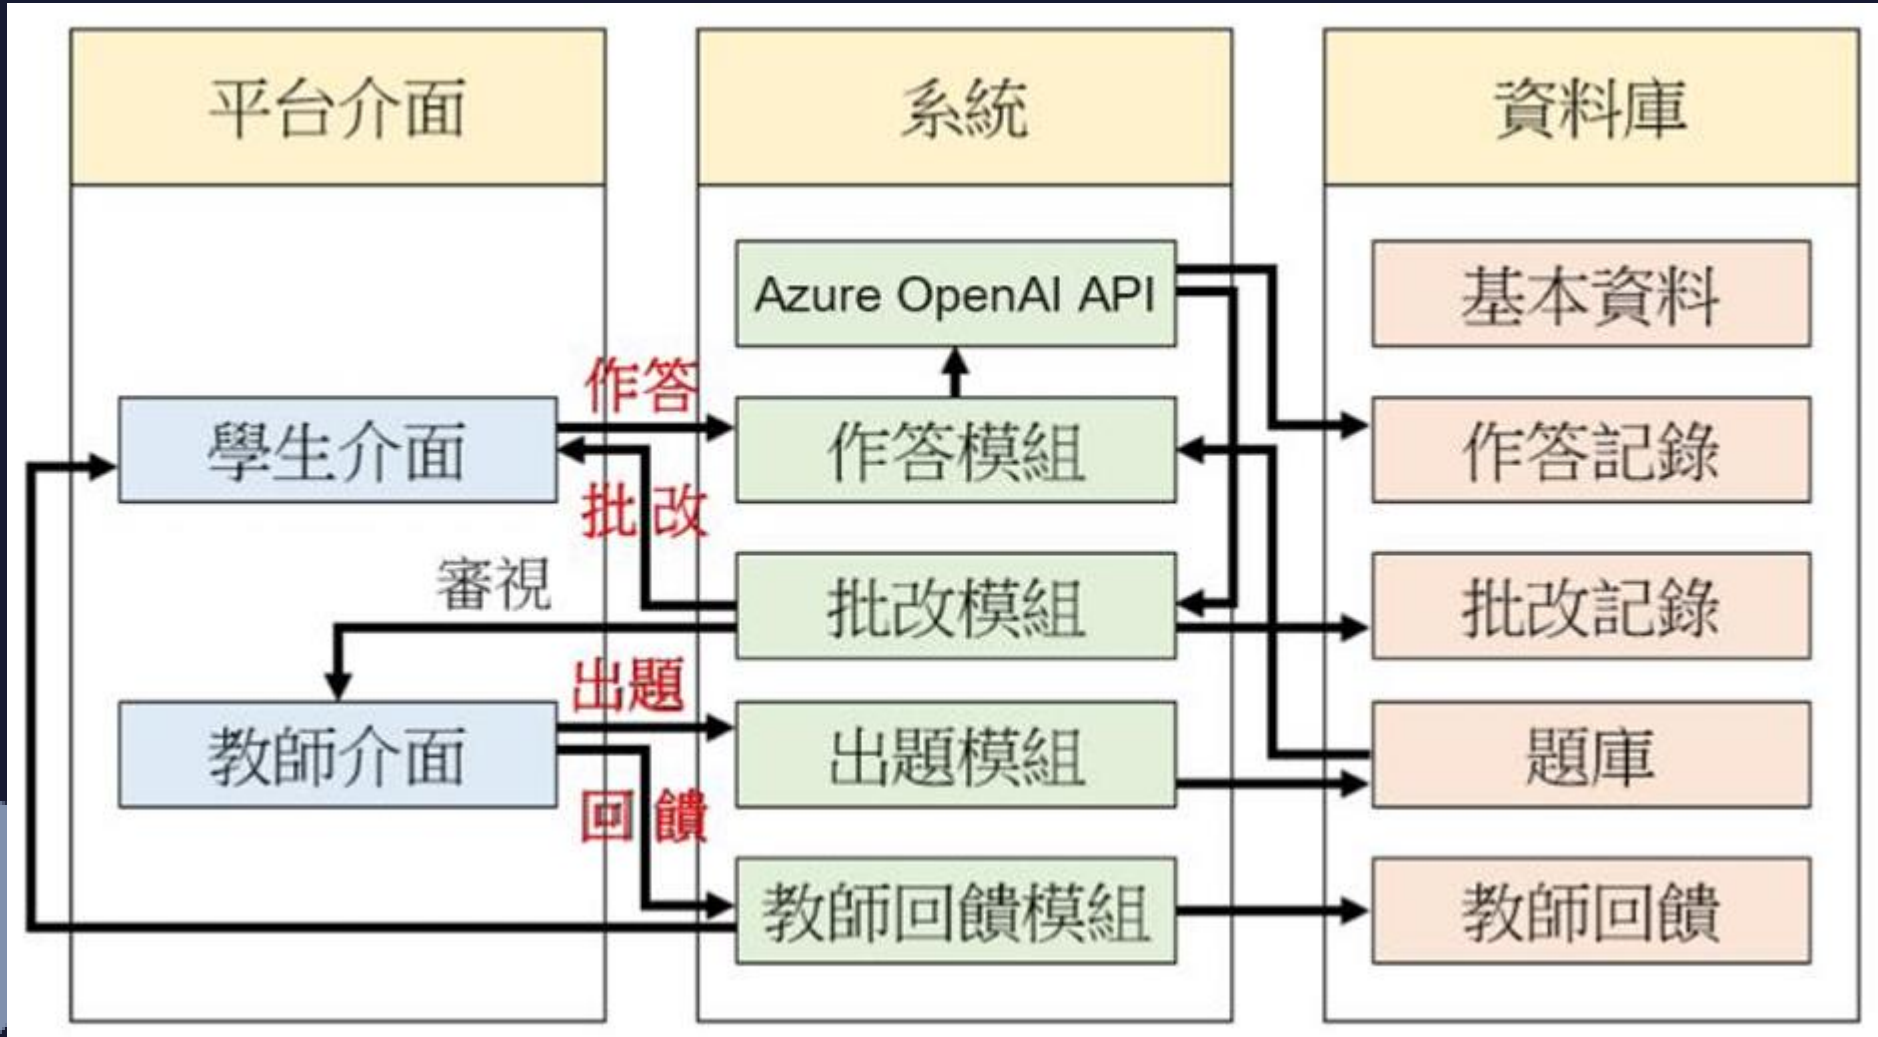 平台介面
系統
資料庫
Azure OpenAI API
基本資料
作答
學生介面
作答模組
作答記錄
批改
審視
批改模組
批改記錄
出題
教師介面
出題模組
題庫
回饋
教師回饋模組
教師回饋